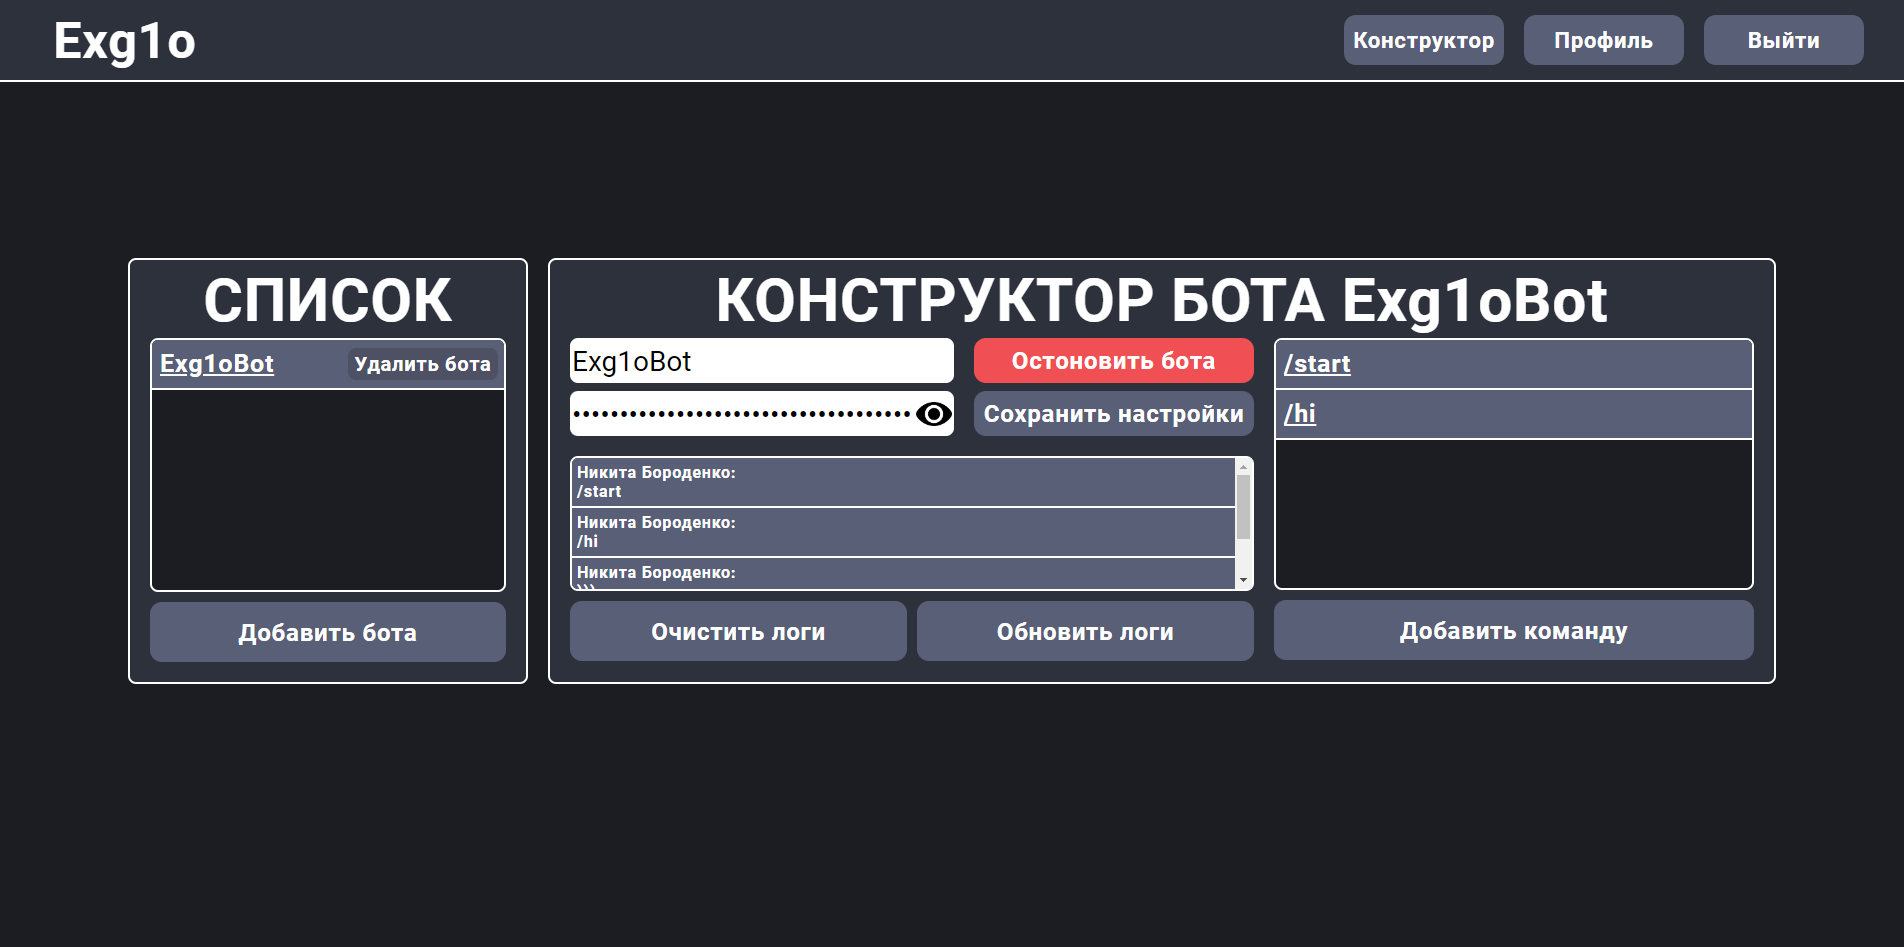 Exg1o
Конструктор
Профиль
Выйти
СПИСОК
Exg1oBot
Удалить бота
Добавить бота
КОНСТРУКТОР БОТА Exg1oBot
Exg1oBot
Остоновить бота
Сохранить настройки
Никита Бороденко:
/start
Никита Бороденко:
/hi
Никита Бороденко:
Очистить логи
Обновить логи
/start
/hi
Добавить команду